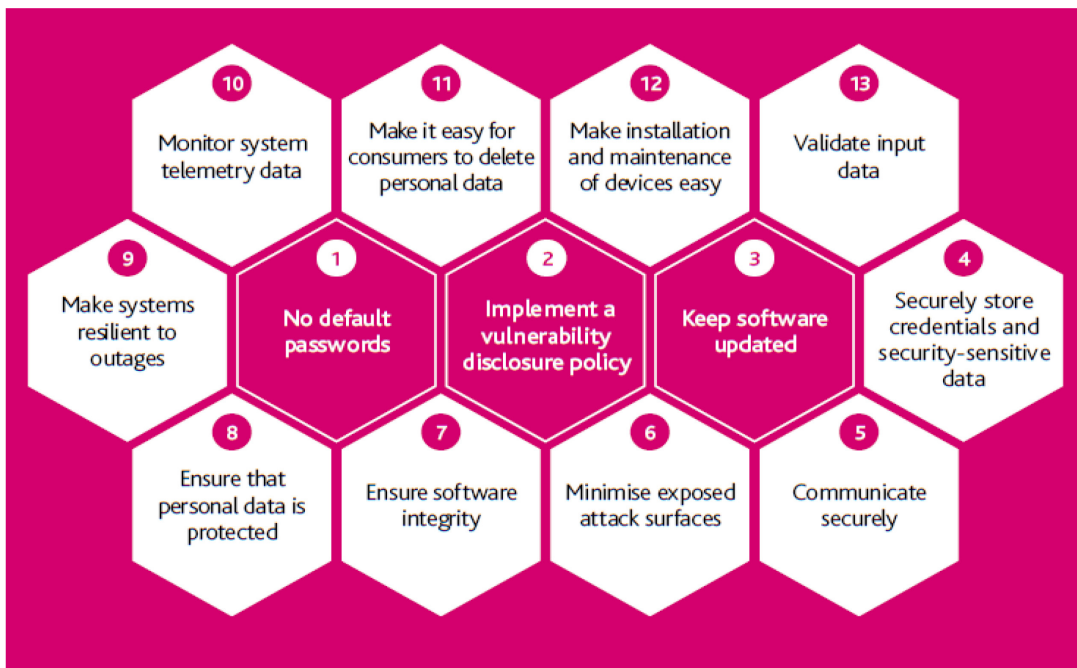 10
Monitor system
telemetry data
11
Make it easy for
consumers to delete
personal data
12
Make installation
and maintenance
of devices easy
13
Validate input
data
9
Make systems
resilient to
outages
1
No default
passwords
2
Implement a
vulnerability
disclosure policy
3
Keep software
updated
4
Securely store
credentials and
security-sensitive
data
8
Ensure that
personal data is
protected
7
Ensure software
integrity
6
Minimise exposed
attack surfaces
5
Communicate
securely